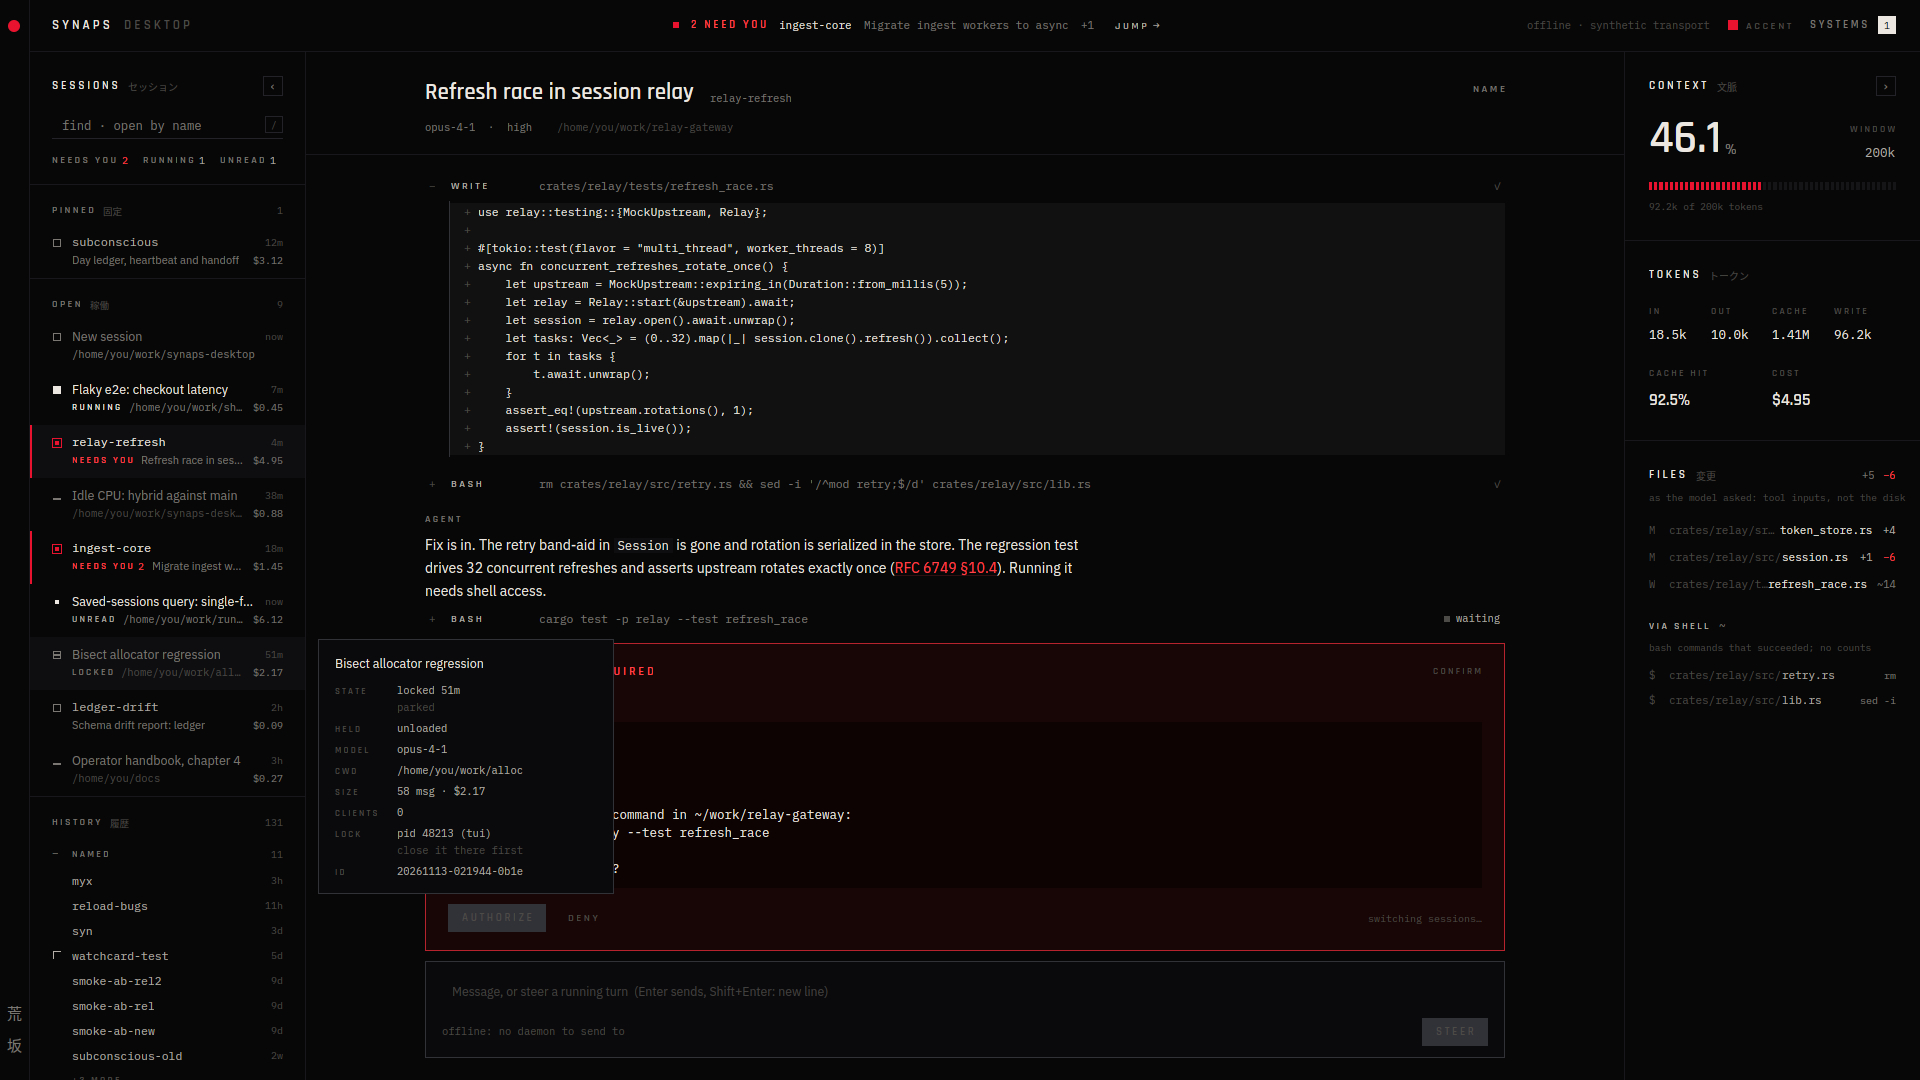 SYNAPS DESKTOP
2 NEED YOU ingest-core Migrate ingest workers to async +1 JUMP →
offline · synthetic transport ACCENT SYSTEMS 1
SESSIONS セッション ‹
find · open by name /
NEEDS YOU 2 RUNNING 1 UNREAD 1
PINNED 固定 1
subconscious 12m
Day ledger, heartbeat and handoff $3.12
OPEN 稼働 9
New session now
/home/you/work/synaps-desktop
Flaky e2e: checkout latency 7m
RUNNING /home/you/work/sh… $0.45
relay-refresh 4m
NEEDS YOU Refresh race in ses… $4.95
Idle CPU: hybrid against main 38m
/home/you/work/synaps-desk… $0.88
ingest-core 18m
NEEDS YOU 2 Migrate ingest w… $1.45
Saved-sessions query: single-f… now
UNREAD /home/you/work/run… $6.12
Bisect allocator regression 51m
LOCKED /home/you/work/all… $2.17
ledger-drift 2h
Schema drift report: ledger $0.09
Operator handbook, chapter 4 3h
/home/you/docs $0.27
HISTORY 履歴 131
− NAMED 11
myx 3h
reload-bugs 11h
syn 3d
watchcard-test 5d
smoke-ab-rel2 9d
smoke-ab-rel 9d
smoke-ab-new 9d
subconscious-old 2w
荒
坂
Refresh race in session relay relay-refresh NAME
opus-4-1 · high /home/you/work/relay-gateway
− WRITE crates/relay/tests/refresh_race.rs √
+ use relay::testing::{MockUpstream, Relay};
+
+ #[tokio::test(flavor = "multi_thread", worker_threads = 8)]
+ async fn concurrent_refreshes_rotate_once() {
+ let upstream = MockUpstream::expiring_in(Duration::from_millis(5));
+ let relay = Relay::start(&upstream).await;
+ let session = relay.open().await.unwrap();
+ let tasks: Vec<_> = (0..32).map(|_| session.clone().refresh()).collect();
+ for t in tasks {
+ t.await.unwrap();
+ }
+ assert_eq!(upstream.rotations(), 1);
+ assert!(session.is_live());
+ }
+ BASH rm crates/relay/src/retry.rs && sed -i '/^mod retry;$/d' crates/relay/src/lib.rs √
AGENT
Fix is in. The retry band-aid in Session is gone and rotation is serialized in the store. The regression test
drives 32 concurrent refreshes and asserts upstream rotates exactly once (RFC 6749 §10.4). Running it
needs shell access.
+ BASH cargo test -p relay --test refresh_race waiting
UIRED CONFIRM
command in ~/work/relay-gateway:
y --test refresh_race
?
AUTHORIZE DENY switching sessions…
Message, or steer a running turn (Enter sends, Shift+Enter: new line)
offline: no daemon to send to STEER
Bisect allocator regression
STATE locked 51m
parked
HELD unloaded
MODEL opus-4-1
CWD /home/you/work/alloc
SIZE 58 msg · $2.17
CLIENTS 0
LOCK pid 48213 (tui)
close it there first
ID 20261113-021944-0b1e
CONTEXT 文脈 ›
46.1 % WINDOW
200k
92.2k of 200k tokens
TOKENS トークン
IN OUT CACHE WRITE
18.5k 10.0k 1.41M 96.2k
CACHE HIT COST
92.5% $4.95
FILES 変更 +5 −6
as the model asked: tool inputs, not the disk
M crates/relay/sr… token_store.rs +4
M crates/relay/src/session.rs +1 −6
W crates/relay/t…refresh_race.rs ~14
VIA SHELL ~
bash commands that succeeded; no counts
$ crates/relay/src/retry.rs rm
$ crates/relay/src/lib.rs sed -i